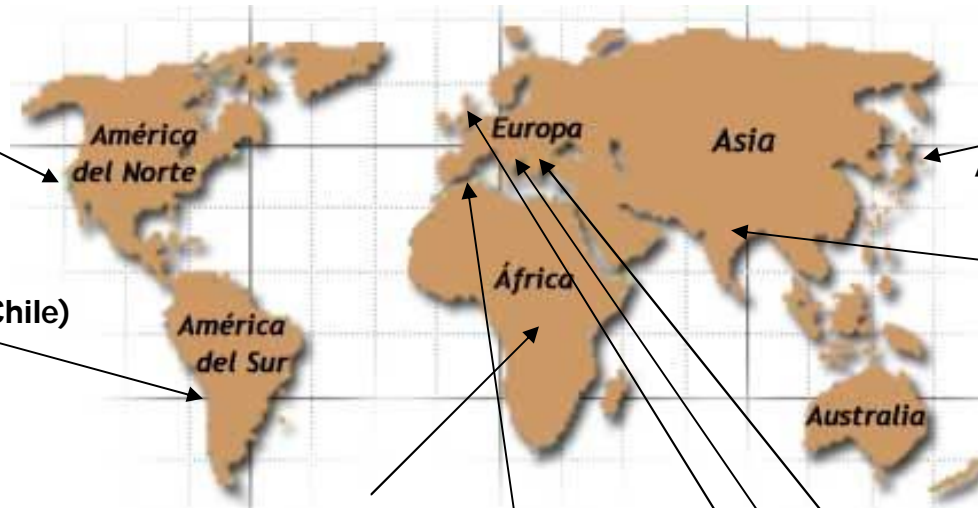 América
del Norte
Europa
Asia
África
Chile)
América
del Sur
Australia